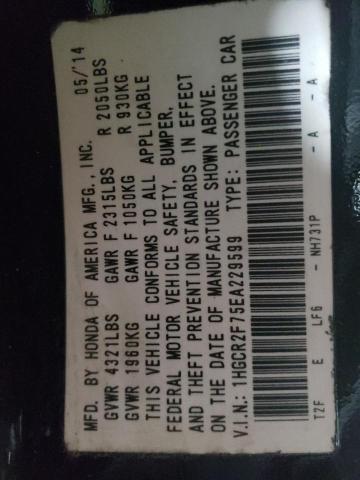 MFD. BY HONDA OF AMERICA MFG., INC. 05/'14
GVWR 4321LBS GAWR F 2315LBS R 2050LBS
GVWR 1960KG GAWR F 1050KG R 930KG
THIS VEHICLE CONFORMS TO ALL APPLICABLE
FEDERAL MOTOR VEHICLE SAFETY, BUMPER,
AND THEFT PREVENTION STANDARDS IN EFFECT
ON THE DATE OF MANUFACTURE SHOWN ABOVE.
V.I.N.: 1HGCR2F75EA229599 TYPE: PASSENGER CAR
T2F E LF6 - NH731P - A - A